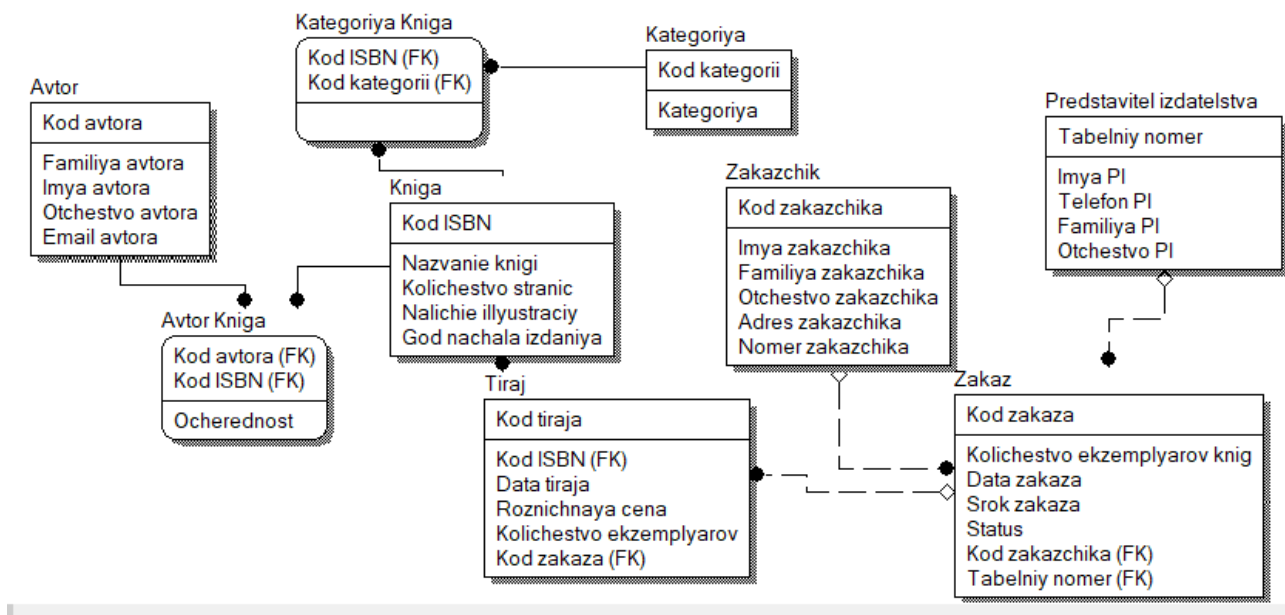 Kategoriya Kniga
Kod ISBN (FK)
Kod kategorii (FK)
Kategoriya
Kod kategorii
Kategoriya
Avtor
Kod avtora
Familiya avtora
Imya avtora
Otchestvo avtora
Email avtora
Predstavitel izdatelstva
Tabelniy nomer
Imya PI
Telefon PI
Familiya PI
Otchestvo PI
Kniga
Kod ISBN
Nazvanie knigi
Kolichestvo stranic
Nalichie illyustraciy
God nachala izdaniya
Zakazchik
Kod zakazchika
Imya zakazchika
Familiya zakazchika
Otchestvo zakazchika
Adres zakazchika
Nomer zakazchika
Avtor Kniga
Kod avtora (FK)
Kod ISBN (FK)
Ocherednost
Tiraj
Kod tiraja
Kod ISBN (FK)
Data tiraja
Roznichnaya cena
Kolichestvo ekzemplyarov
Kod zakaza (FK)
Zakaz
Kod zakaza
Kolichestvo ekzemplyarov knig
Data zakaza
Srok zakaza
Status
Kod zakazchika (FK)
Tabelniy nomer (FK)